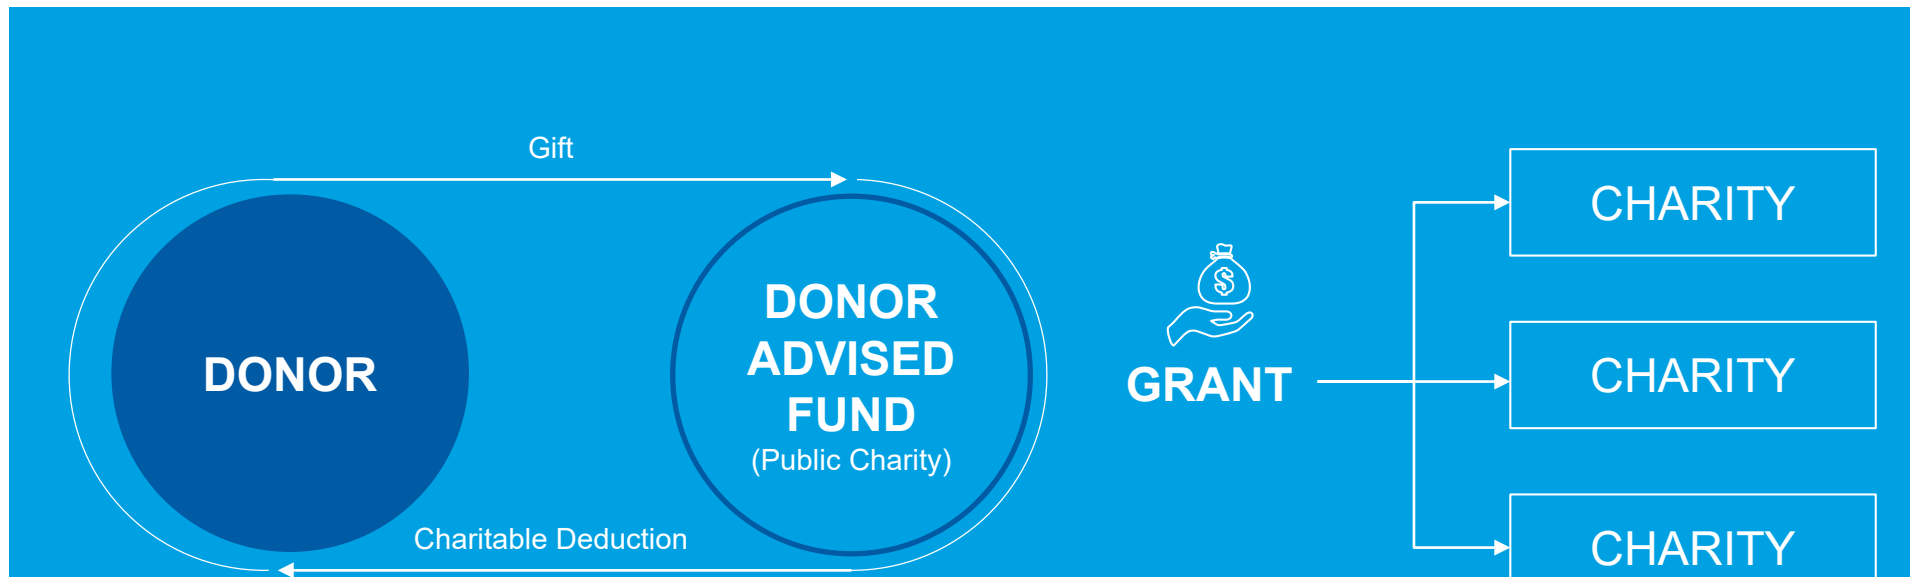 Gift
DONOR
DONOR
ADVISED
FUND
(Public Charity)
Charitable Deduction
$
GRANT
CHARITY
CHARITY
CHARITY